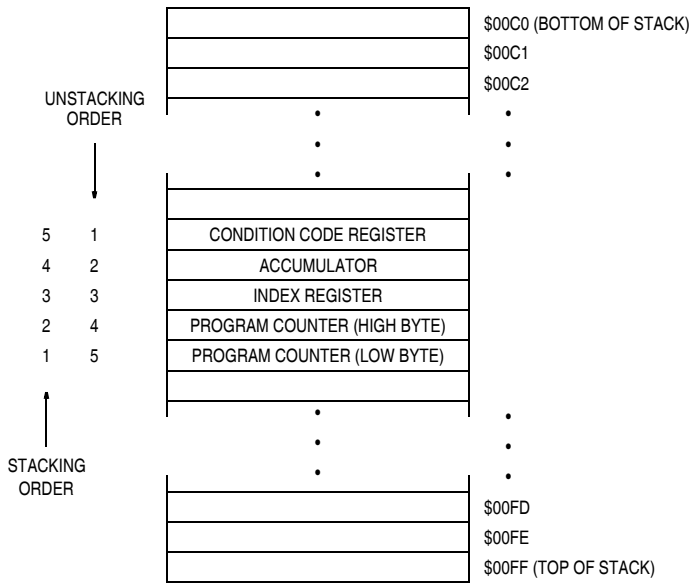 $00C0 (BOTTOM OF STACK)
$00C1
$00C2
UNSTACKING
ORDER
5 1 CONDITION CODE REGISTER
4 2 ACCUMULATOR
3 3 INDEX REGISTER
2 4 PROGRAM COUNTER (HIGH BYTE)
1 5 PROGRAM COUNTER (LOW BYTE)
STACKING
ORDER
$00FD
$00FE
$00FF (TOP OF STACK)